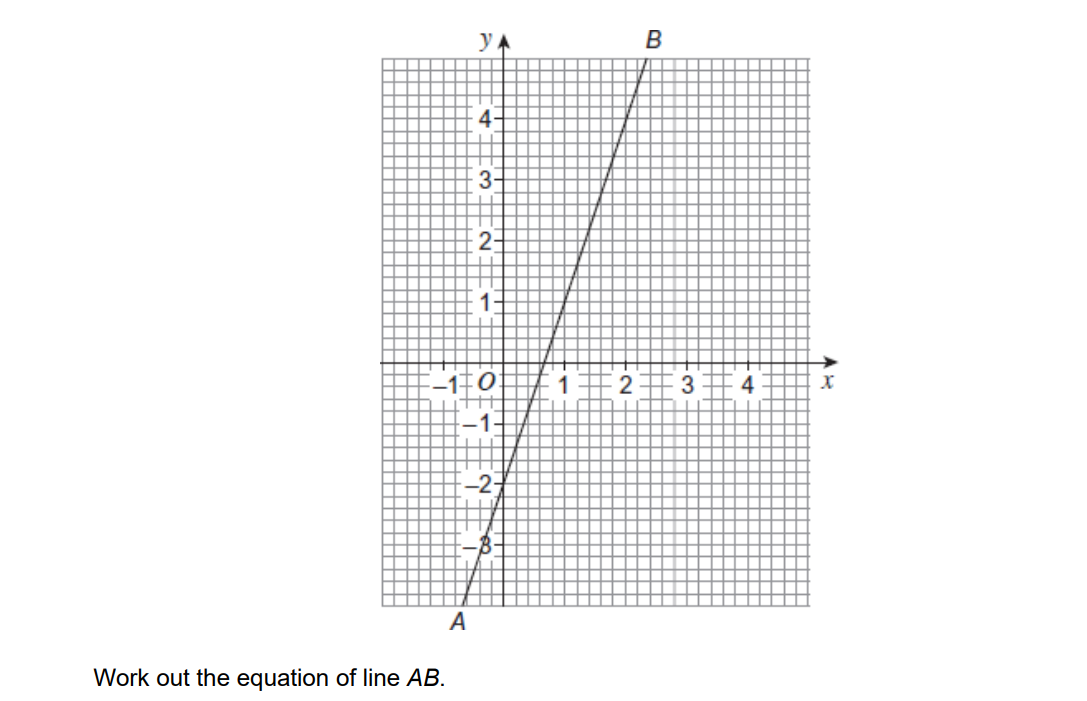 y
B
4
3
2
1
–1 O 1 2 3 4 x
–1
–2
–3
A
Work out the equation of line AB.